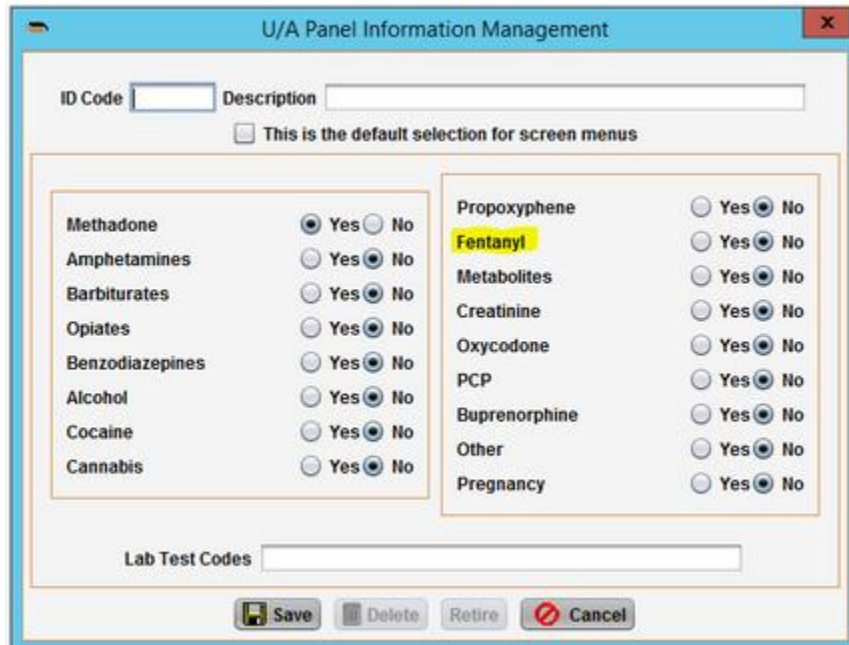 U/A Panel Information Management
x
ID Code Description
This is the default selection for screen menus
Methadone Yes No
Amphetamines Yes No
Barbiturates Yes No
Opiates Yes No
Benzodiazepines Yes No
Alcohol Yes No
Cocaine Yes No
Cannabis Yes No
Propoxyphene Yes No
Fentanyl Yes No
Metabolites Yes No
Creatinine Yes No
Oxycodone Yes No
PCP Yes No
Buprenorphine Yes No
Other Yes No
Pregnancy Yes No
Lab Test Codes
Save Delete Retire Cancel